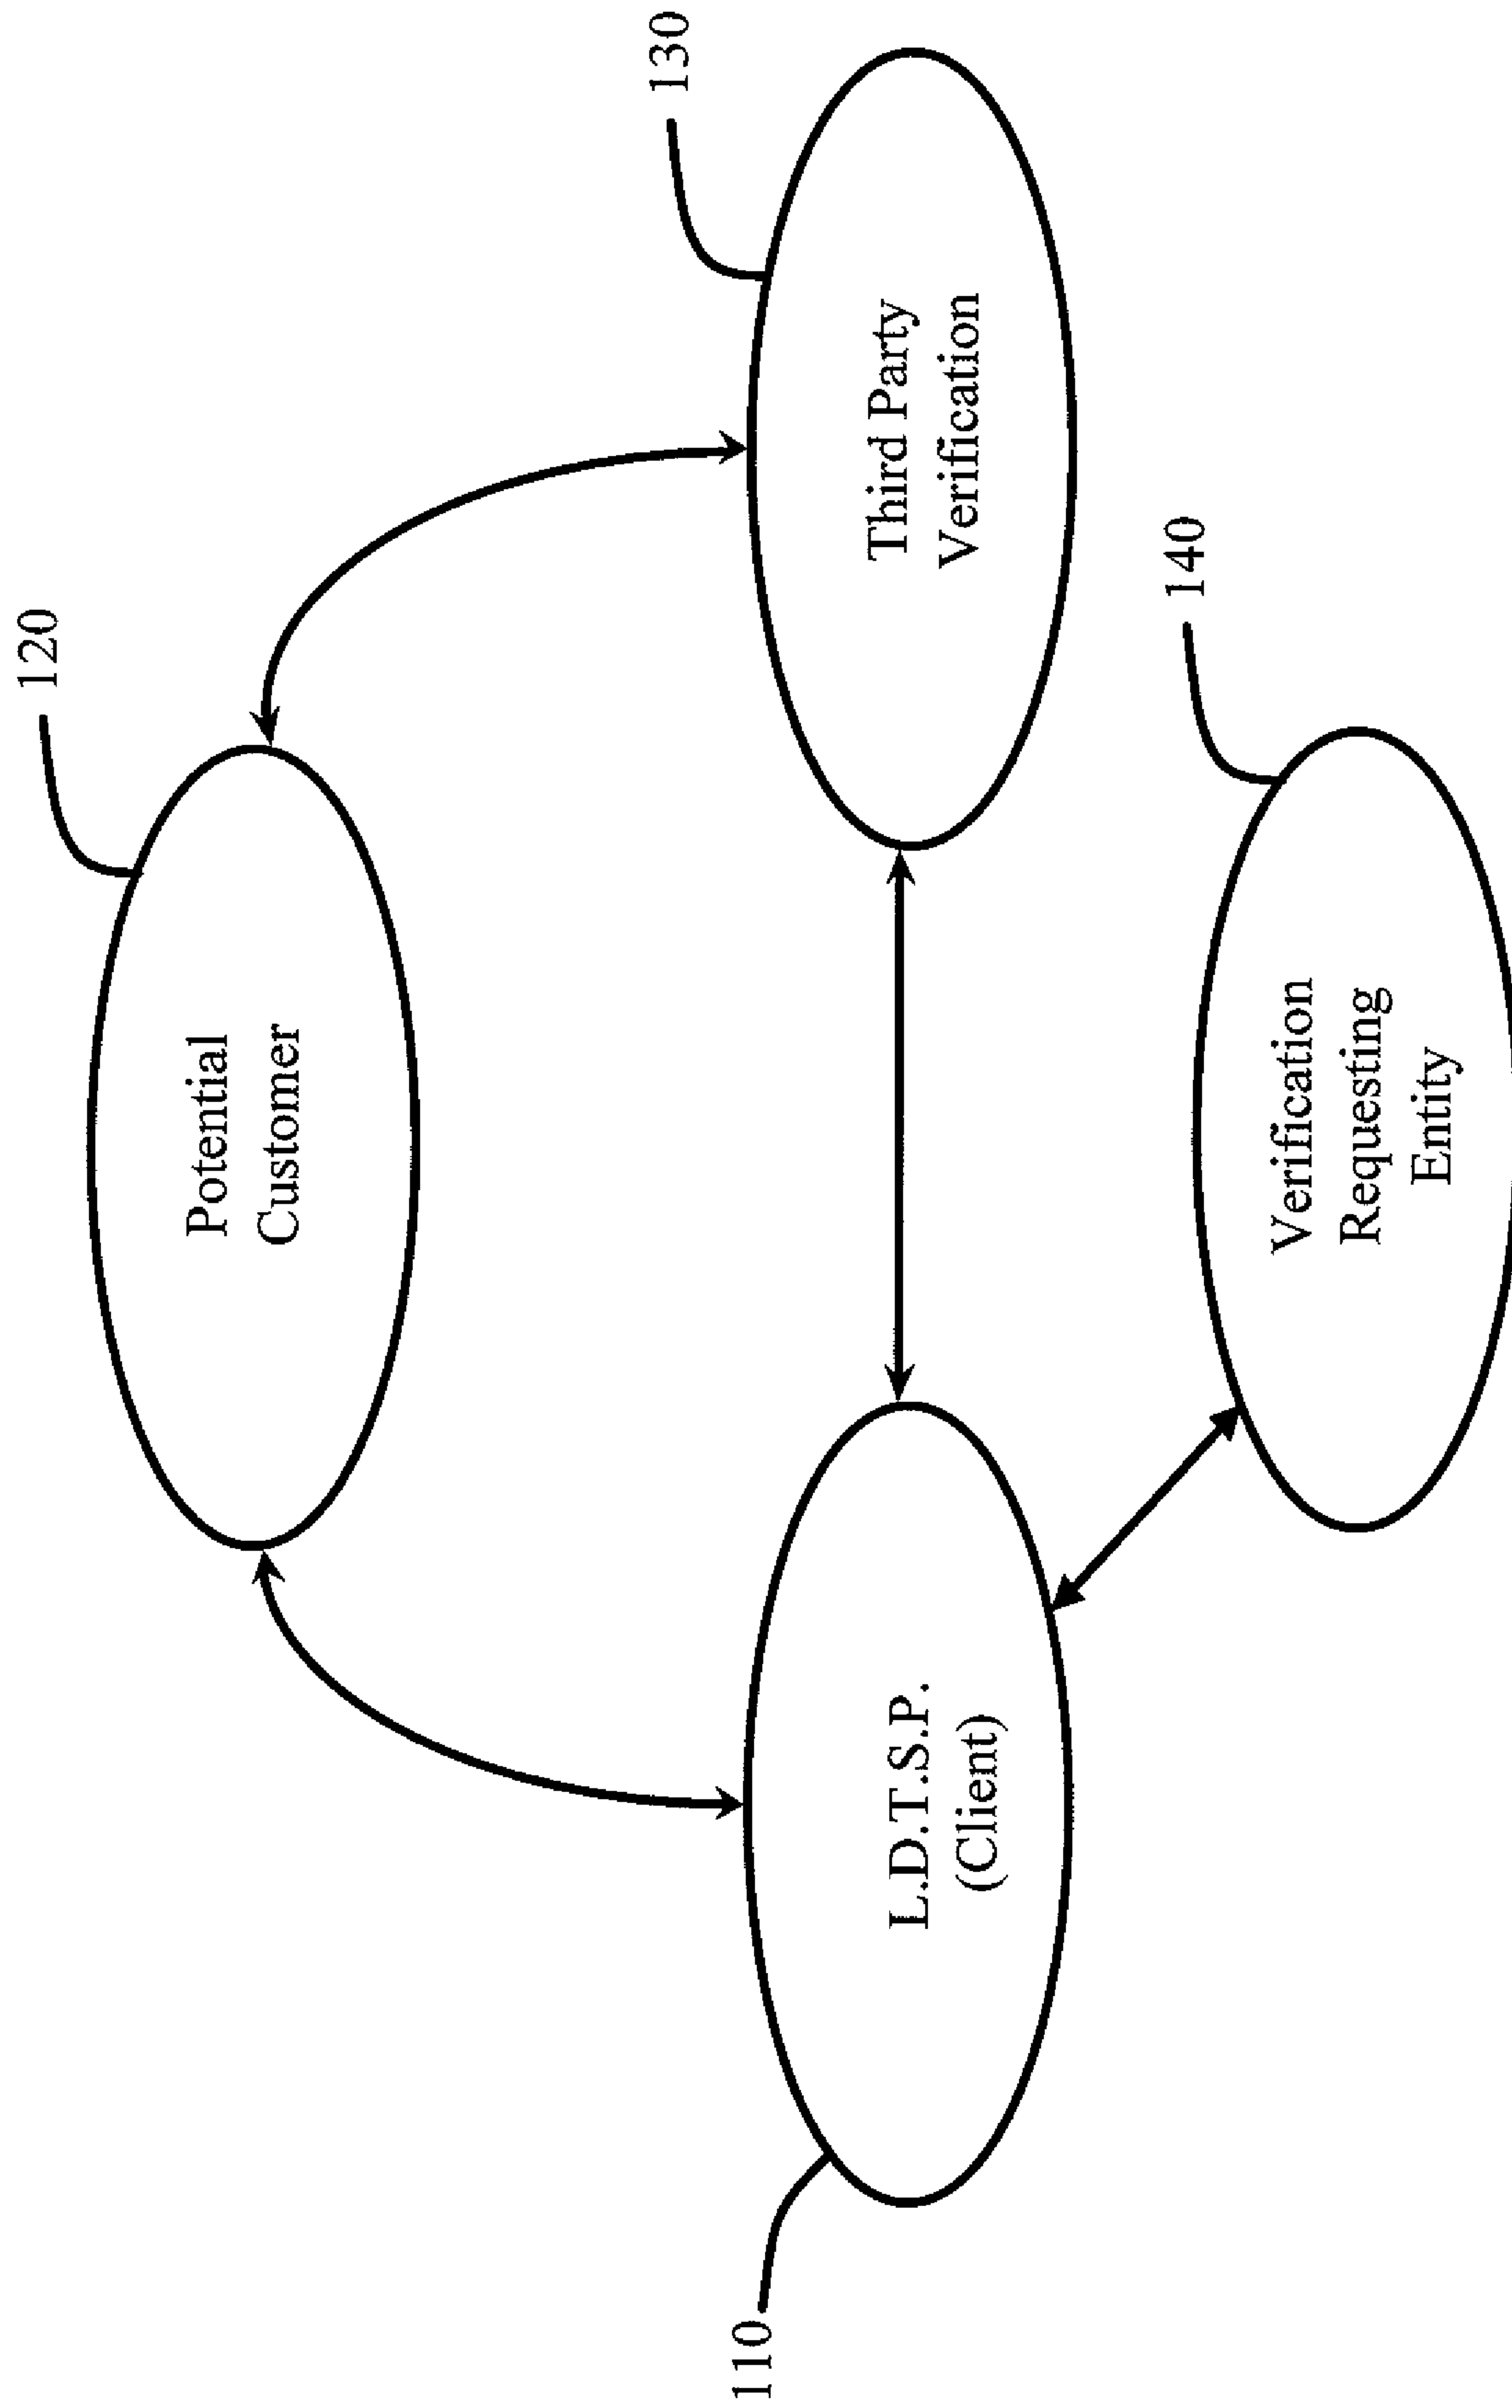 120
Potential
Customer
130
110
L.D.T.S.P.
(Client)
Third Party
Verification
140
Verification
Requesting
Entity